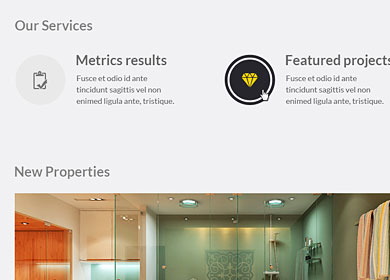 Our Services
Metrics results
Fusce et odio id ante
tincidunt sagittis vel non
enimed ligula ante, tristique.
Featured projects
Fusce et odio id ante
tincidunt sagittis vel non
enimed ligula ante, tristique.
New Properties